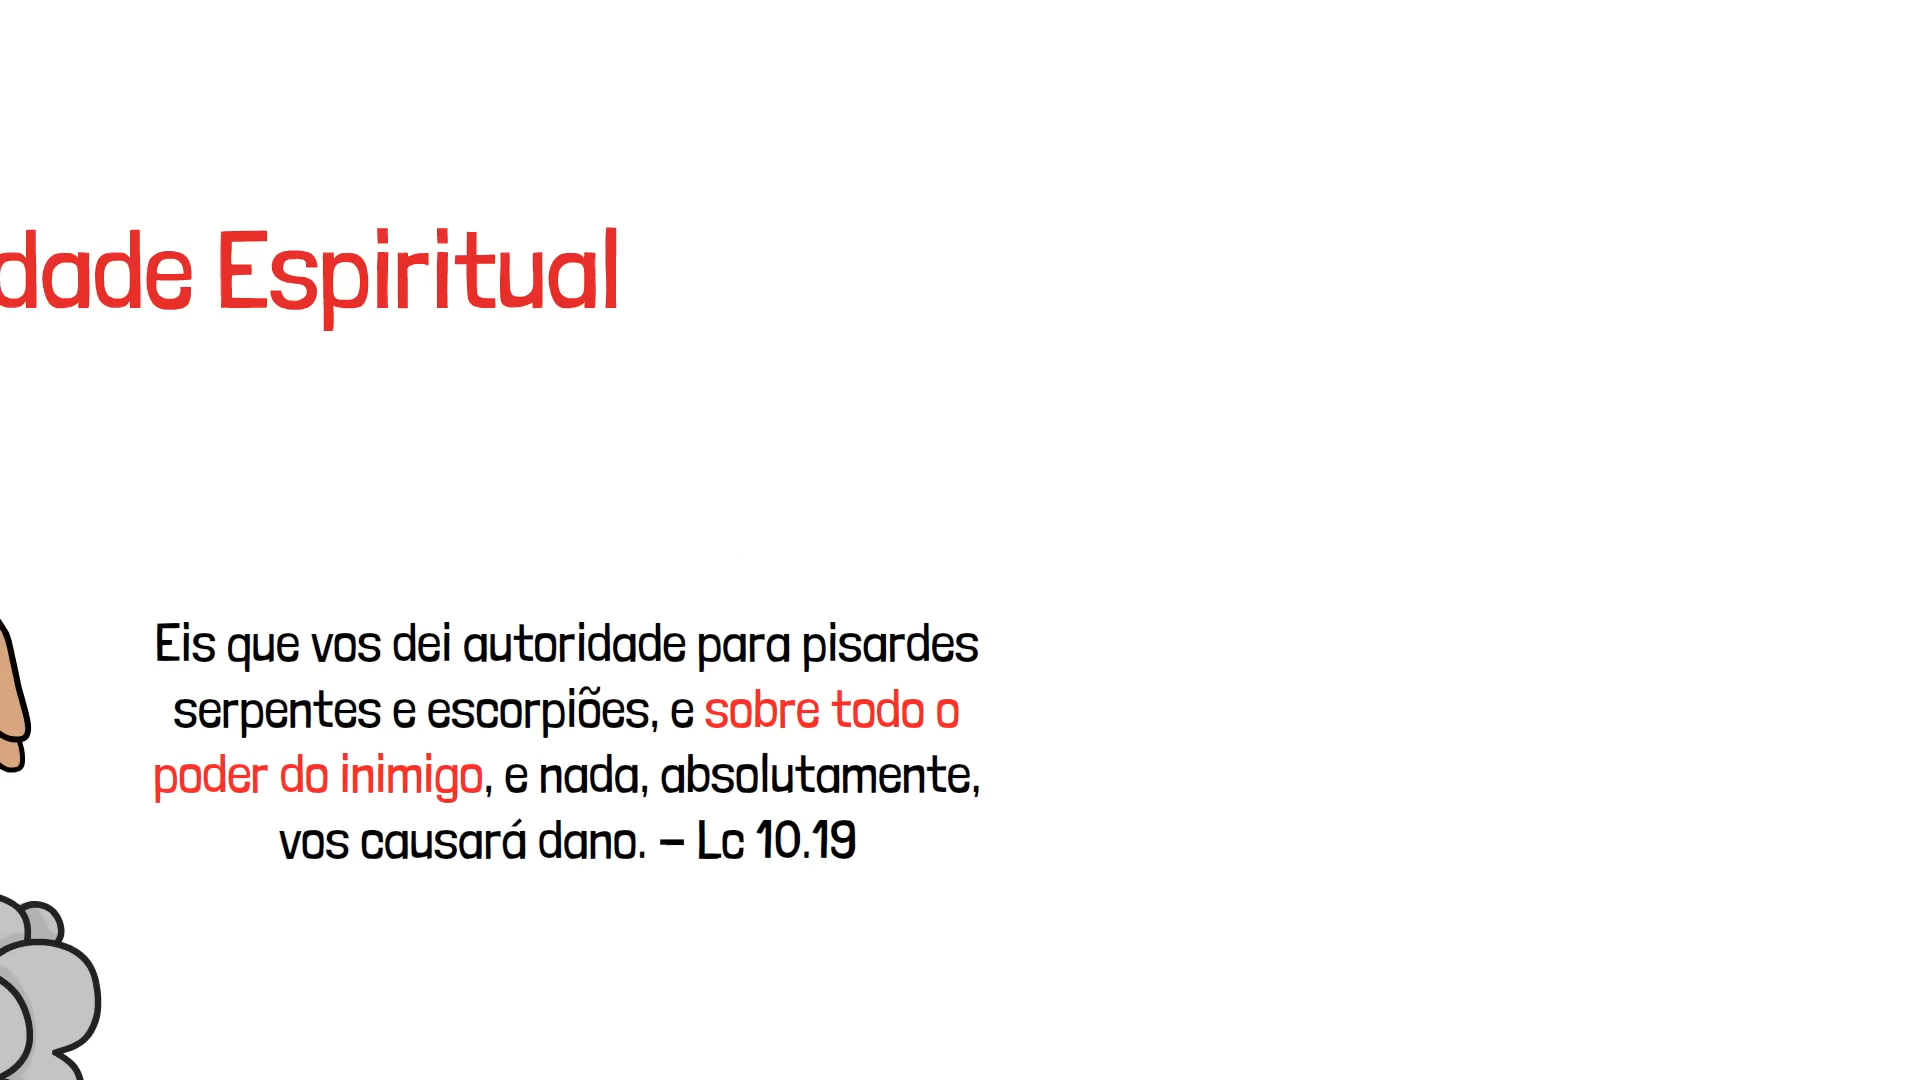 dade Espiritual
Eis que vos dei autoridade para pisardes
serpentes e escorpiões, e sobre todo o
poder do inimigo, e nada, absolutamente,
vos causará dano. – Lc 10.19